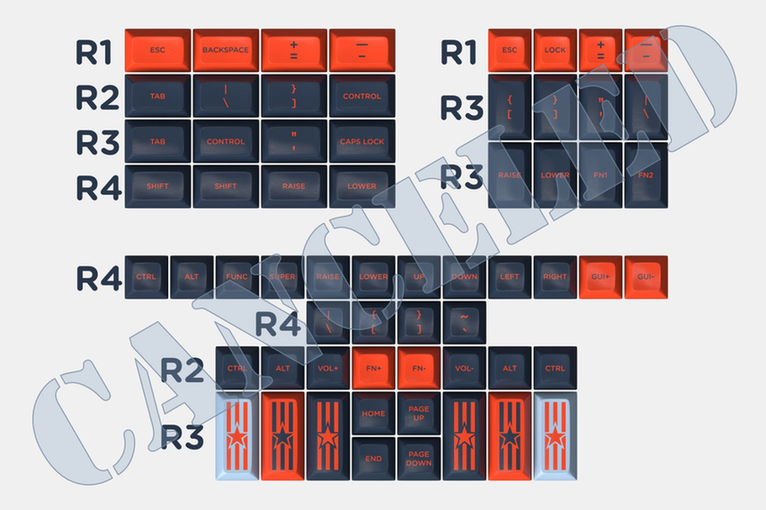 R1 ESC BACKSPACE + = — -
R2 TAB | \ } ] CONTROL
R3 TAB CONTROL " ' CAPS LOCK
R4 SHIFT SHIFT RAISE LOWER
R1 ESC LOCK + = — -
R3 { [ } ] " ' | \
R3 RAISE LOWER FN1 FN2
R4 CTRL ALT FUNC SUPER RAISE LOWER UP DOWN LEFT RIGHT GUI+ GUI-
R4 | \ { [ } ] ~ `
R2 CTRL ALT VOL+ FN+ FN- VOL- ALT CTRL
R3 HOME PAGE UP
END PAGE DOWN
CANCELED